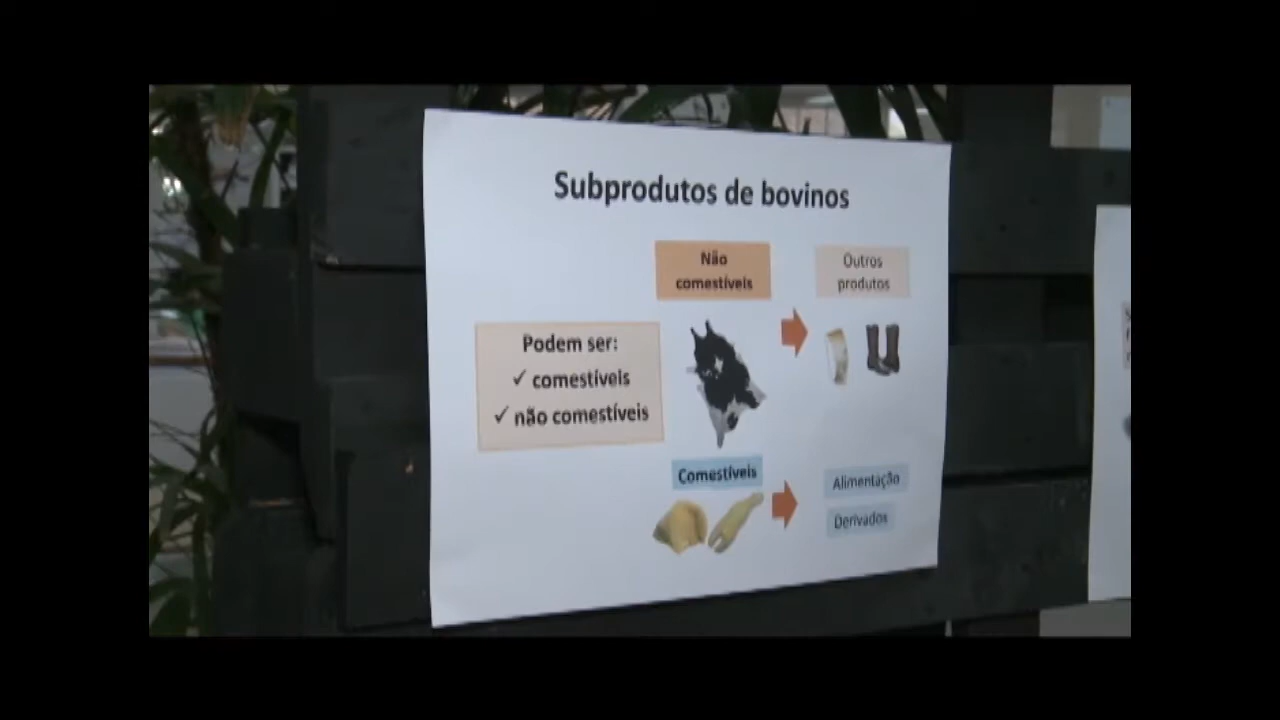 Subprodutos de bovinos
Não
comestíveis
Outros
produtos
Podem ser:
✓ comestíveis
✓ não comestíveis
Comestíveis
Alimentação
Derivados